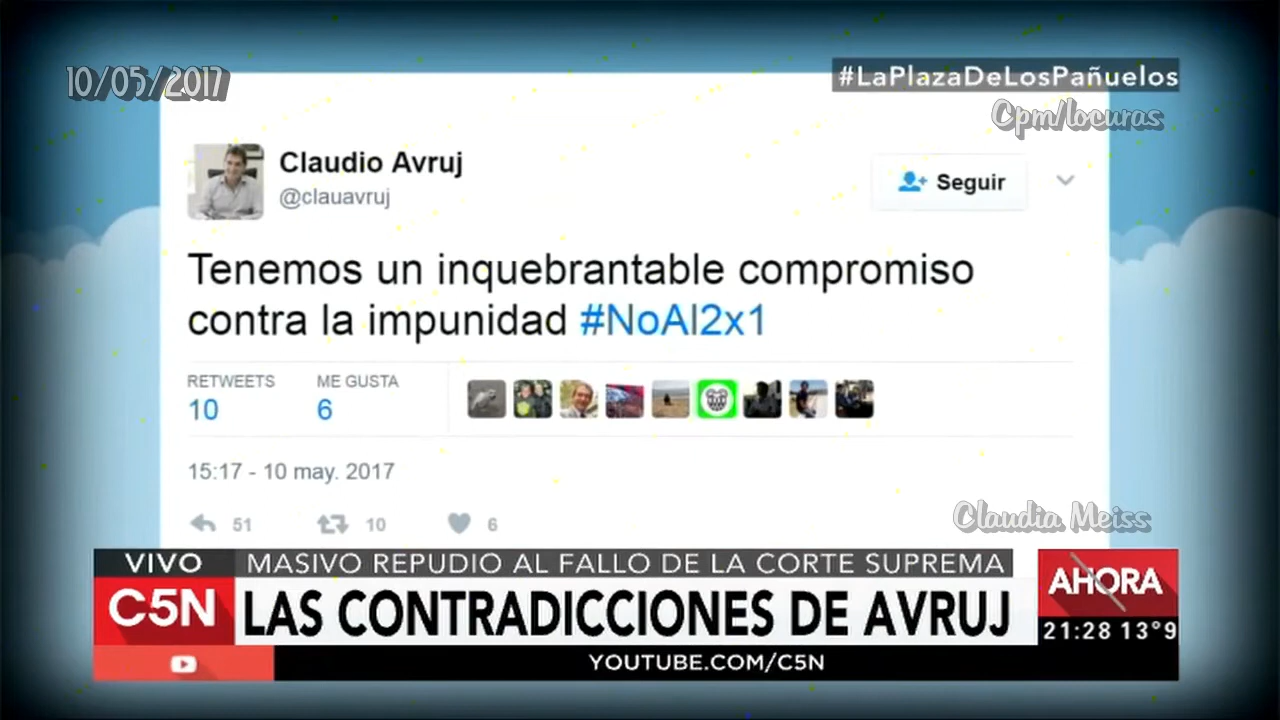 10/05/2017
#LaPlazaDeLosPañuelos
Cpm/locuras
Claudio Avruj
@clauavruj
Seguir
Tenemos un inquebrantable compromiso
contra la impunidad #NoAl2x1
RETWEETS
ME GUSTA
10
6
15:17 - 10 may. 2017
51
10
6
Claudia Meiss
VIVO
MASIVO REPUDIO AL FALLO DE LA CORTE SUPREMA
C5N
LAS CONTRADICCIONES DE AVRUJ
AHORA
21:28 13°9
YOUTUBE.COM/C5N